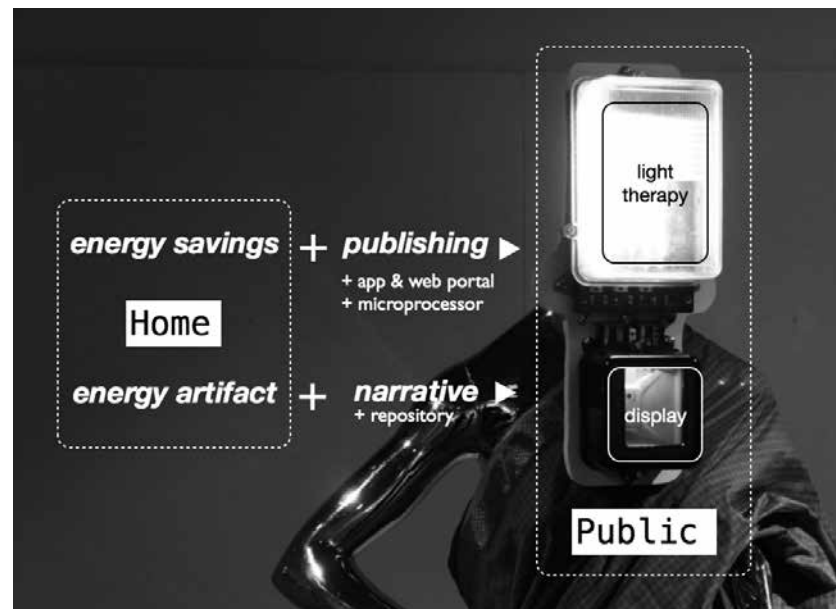 energy savings + publishing
+ app & web portal
+ microprocessor
Home
energy artifact + narrative
+ repository
light
therapy
display
Public